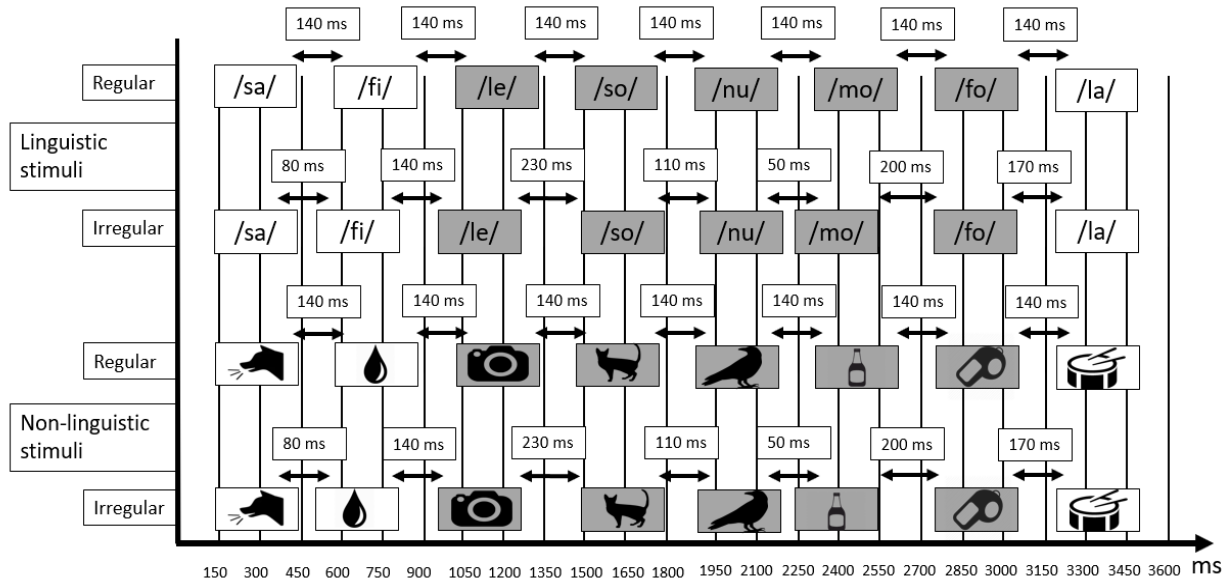 140 ms 140 ms 140 ms 140 ms 140 ms 140 ms 140 ms
Regular /sa/ /fi/ /le/ /so/ /nu/ /mo/ /fo/ /la/
Linguistic
stimuli
80 ms 140 ms 230 ms 110 ms 50 ms 200 ms 170 ms
Irregular /sa/ /fi/ /le/ /so/ /nu/ /mo/ /fo/ /la/
140 ms 140 ms 140 ms 140 ms 140 ms 140 ms 140 ms
Regular
Non-linguistic
stimuli
80 ms 140 ms 230 ms 110 ms 50 ms 200 ms 170 ms
Irregular
150 300 450 600 750 900 1050 1200 1350 1500 1650 1800 1950 2100 2250 2400 2550 2700 2850 3000 3150 3300 3450 3600 ms